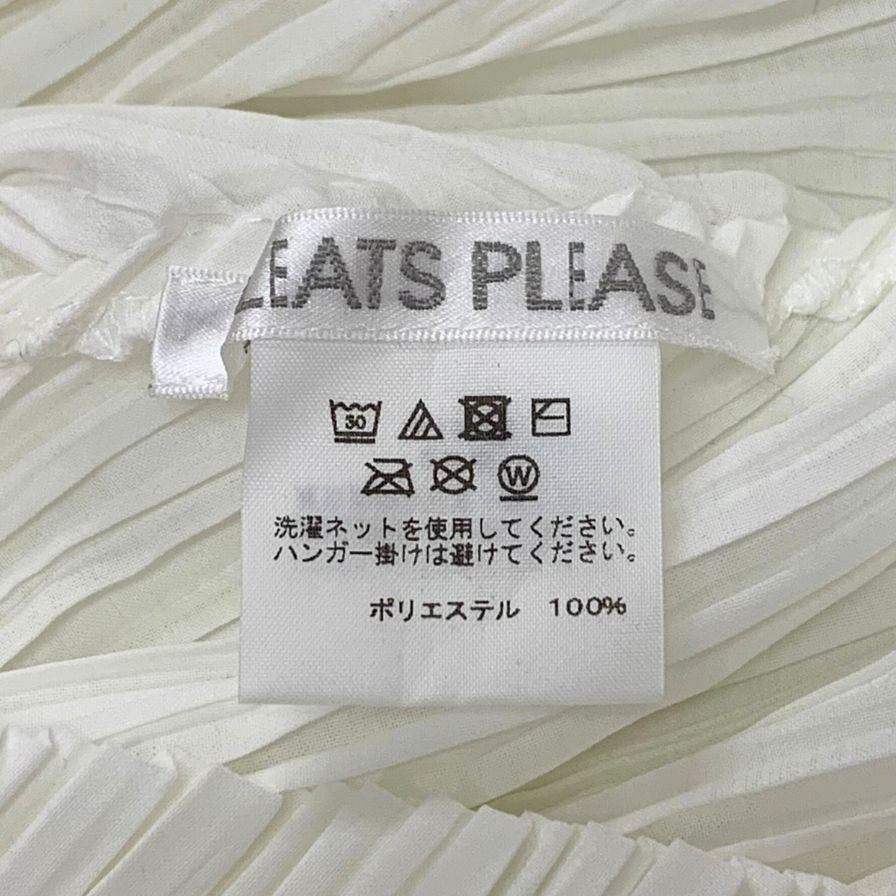 LEATS PLEASE
30
W
洗濯ネットを使用してください。
ハンガー掛けは避けてください。
ポリエステル 100%